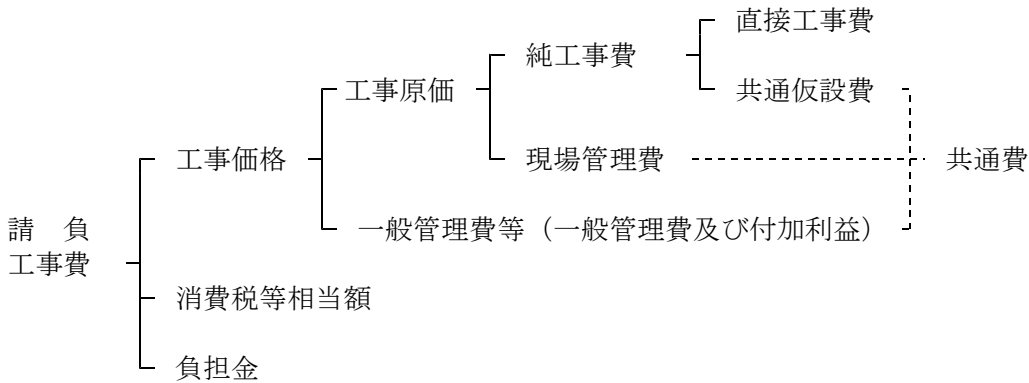 直接工事費
純工事費
工事原価
共通仮設費
工事価格
現場管理費
共通費
請 負
工事費
一般管理費等（一般管理費及び付加利益）
消費税等相当額
負担金